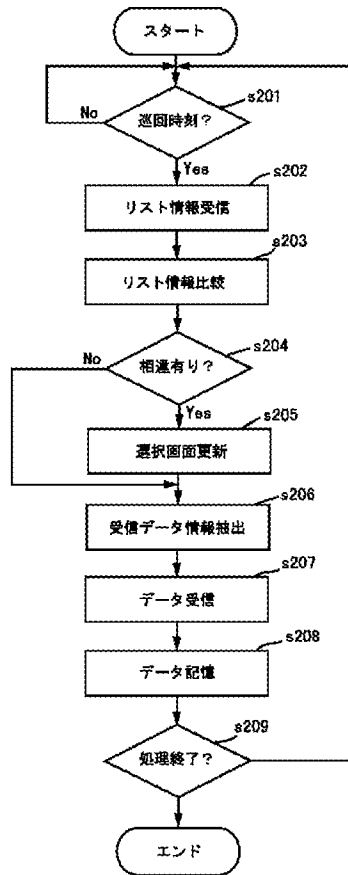 スタート
s201
No
巡回時刻?
Yes
s202
リスト情報受信
s203
リスト情報比較
s204
No
相違有り?
Yes
s205
選択画面更新
s206
受信データ情報抽出
s207
データ受信
s208
データ記憶
s209
処理終了?
エンド